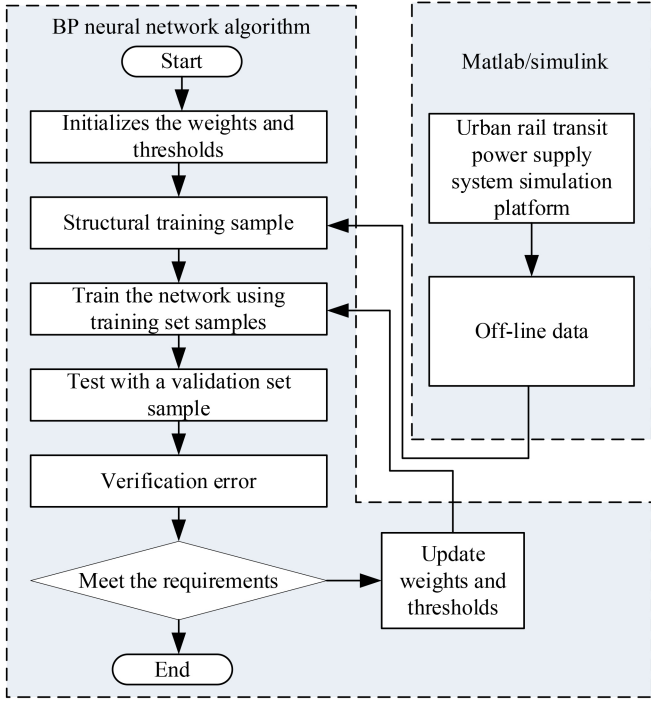 BP neural network algorithm
Start
Initializes the weights and
thresholds
Structural training sample
Train the network using
training set samples
Test with a validation set
sample
Verification error
Meet the requirements
End
Update
weights and
thresholds
Matlab/simulink
Urban rail transit
power supply
system simulation
platform
Off-line data